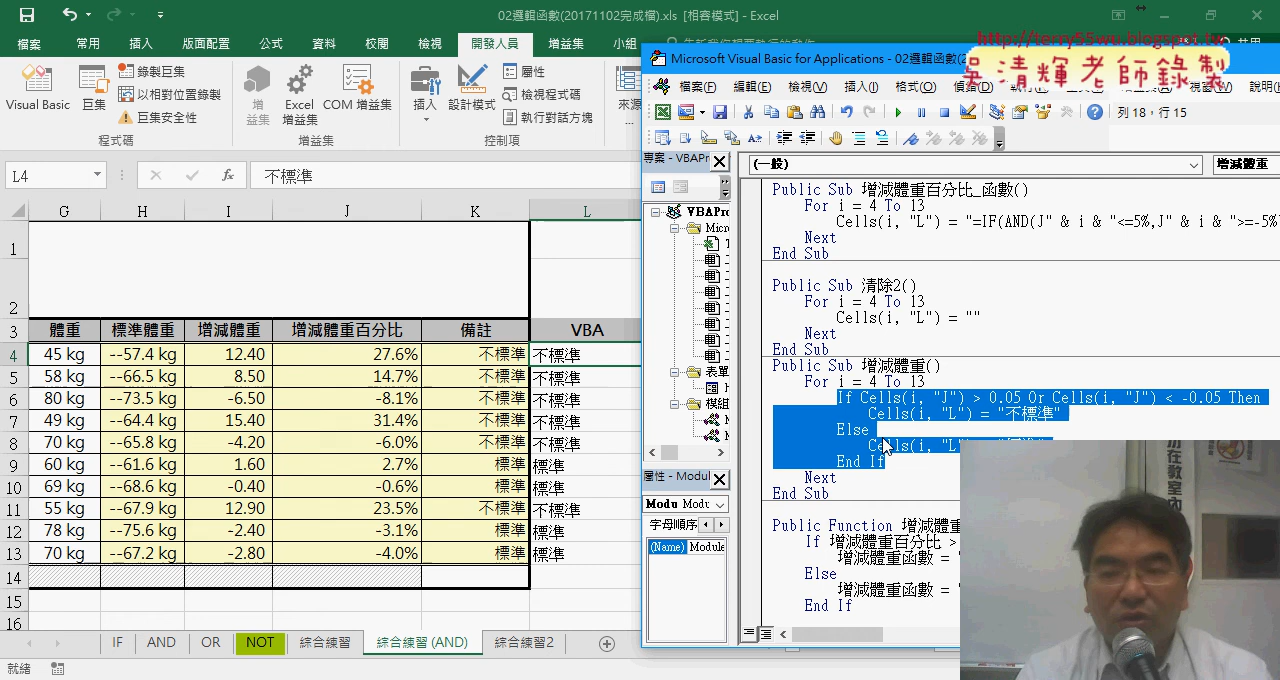 02邏輯函數(20171102完成檔).xls [相容模式] - Excel
檔案 常用 插入 版面配置 公式 資料 校閱 檢視 開發人員 增益集 小組
http://terry55wu.blogspot.tw
吳清輝老師錄製
Visual Basic 巨集 錄製巨集 以相對位置錄製 巨集安全性
程式碼
增益集 Excel 增益集 COM 增益集
增益集
插入 設計模式 屬性 檢視程式碼 執行對話方塊
控制項
來源
L4 fx 不標準
G H I J K L
1
2
3 體重 標準體重 增減體重 增減體重百分比 備註 VBA
4 45 kg --57.4 kg 12.40 27.6% 不標準 不標準
5 58 kg --66.5 kg 8.50 14.7% 不標準 不標準
6 80 kg --73.5 kg -6.50 -8.1% 不標準 不標準
7 49 kg --64.4 kg 15.40 31.4% 不標準 不標準
8 70 kg --65.8 kg -4.20 -6.0% 不標準 不標準
9 60 kg --61.6 kg 1.60 2.7% 標準 標準
10 69 kg --68.6 kg -0.40 -0.6% 標準 標準
11 55 kg --67.9 kg 12.90 23.5% 不標準 不標準
12 78 kg --75.6 kg -2.40 -3.1% 標準 標準
13 70 kg --67.2 kg -2.80 -4.0% 標準 標準
14
15
16
IF AND OR NOT 綜合練習 綜合練習 (AND) 綜合練習2
就緒
Microsoft Visual Basic for Applications - 02邏輯函數(2
檔案(F) 編輯(E) 檢視(V) 插入(I) 格式(O) 偵錯(D)
列 18，行 15
專案 - VBAPr
VBAPro
Micro
表單
模組
屬性 - Modul
Modu Modu
字母順序
(Name) Module
(一般) 增減體重
Public Sub 增減體重百分比_函數()
For i = 4 To 13
Cells(i, "L") = "=IF(AND(J" & i & "<=5%,J" & i & ">=-5%
Next
End Sub
Public Sub 清除2()
For i = 4 To 13
Cells(i, "L") = ""
Next
End Sub
Public Sub 增減體重()
For i = 4 To 13
If Cells(i, "J") > 0.05 Or Cells(i, "J") < -0.05 Then
Cells(i, "L") = "不標準"
Else
End If
Next
End Sub
Public Function 增減體重
If 增減體重百分比 >
增減體重函數 = "
Else
增減體重函數 = "
End If